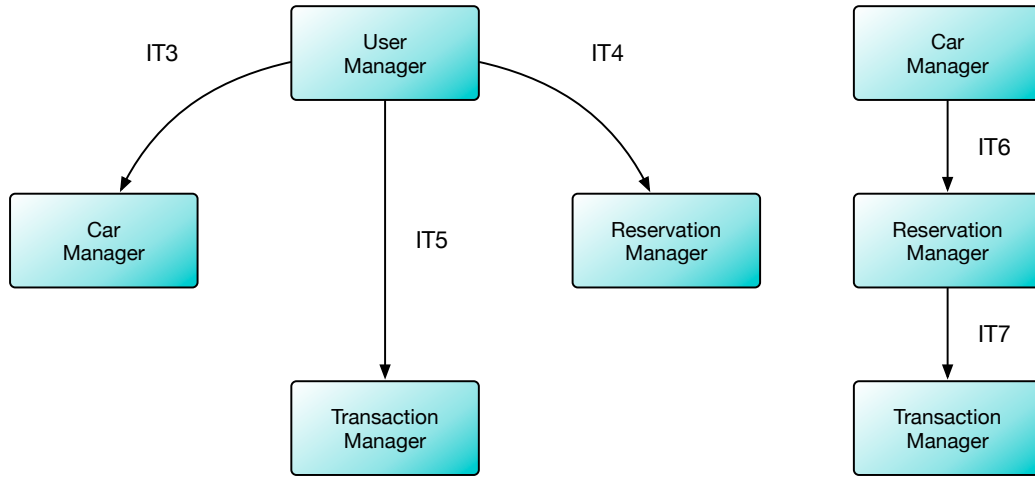 User
Manager
IT3
IT4
Car
Manager
IT5
Reservation
Manager
Transaction
Manager
Car
Manager
IT6
Reservation
Manager
IT7
Transaction
Manager